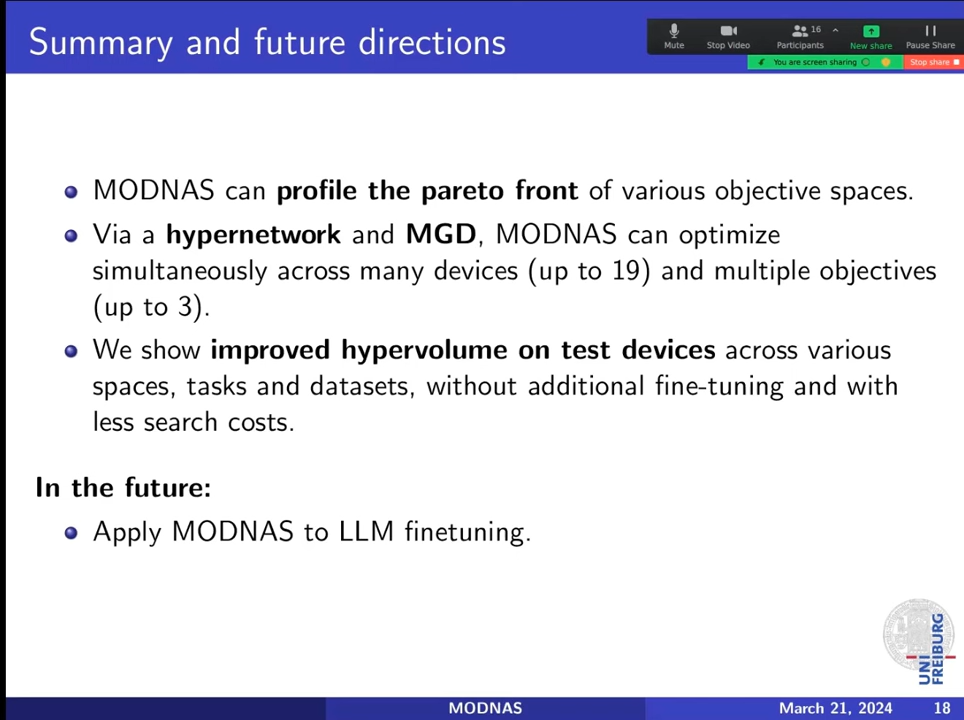 Summary and future directions
Mute
Stop Video
Participants
16
New share
Pause Share
You are screen sharing
Stop share
MODNAS can profile the pareto front of various objective spaces.
Via a hypernetwork and MGD, MODNAS can optimize
simultaneously across many devices (up to 19) and multiple objectives
(up to 3).
We show improved hypervolume on test devices across various
spaces, tasks and datasets, without additional fine-tuning and with
less search costs.
In the future:
Apply MODNAS to LLM finetuning.
UNI
FREIBURG
MODNAS
March 21, 2024
18